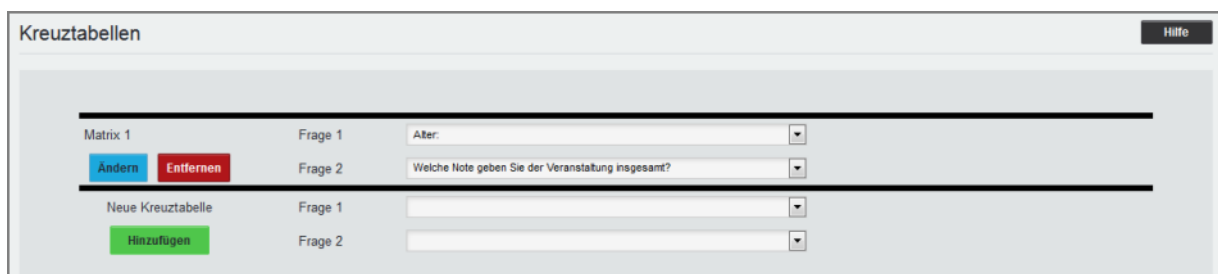 Kreuztabellen Hilfe
Matrix 1 Frage 1 Alter:
Ändern Entfernen Frage 2 Welche Note geben Sie der Veranstaltung insgesamt?
Neue Kreuztabelle Frage 1
Hinzufügen Frage 2